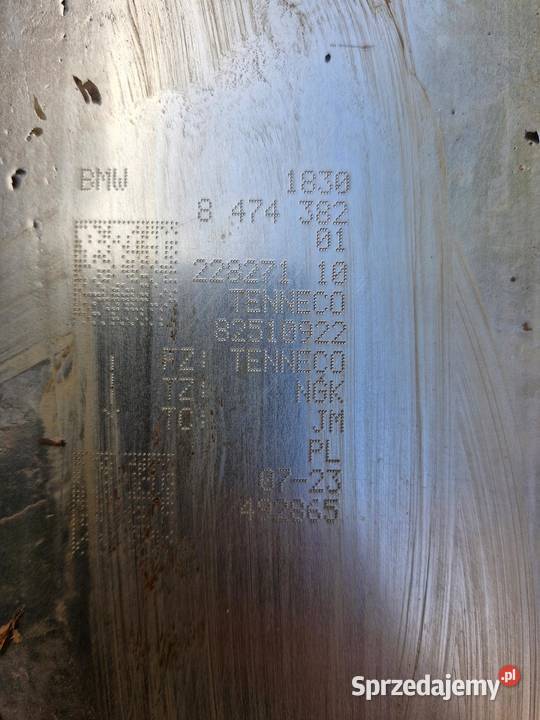 BMW 1830
8 474 382
01
228271 10
TENNECO
82510922
FZ: TENNECO
TZ: NGK
TO: JM
PL
07-23
492865
Sprzedajemy.pl